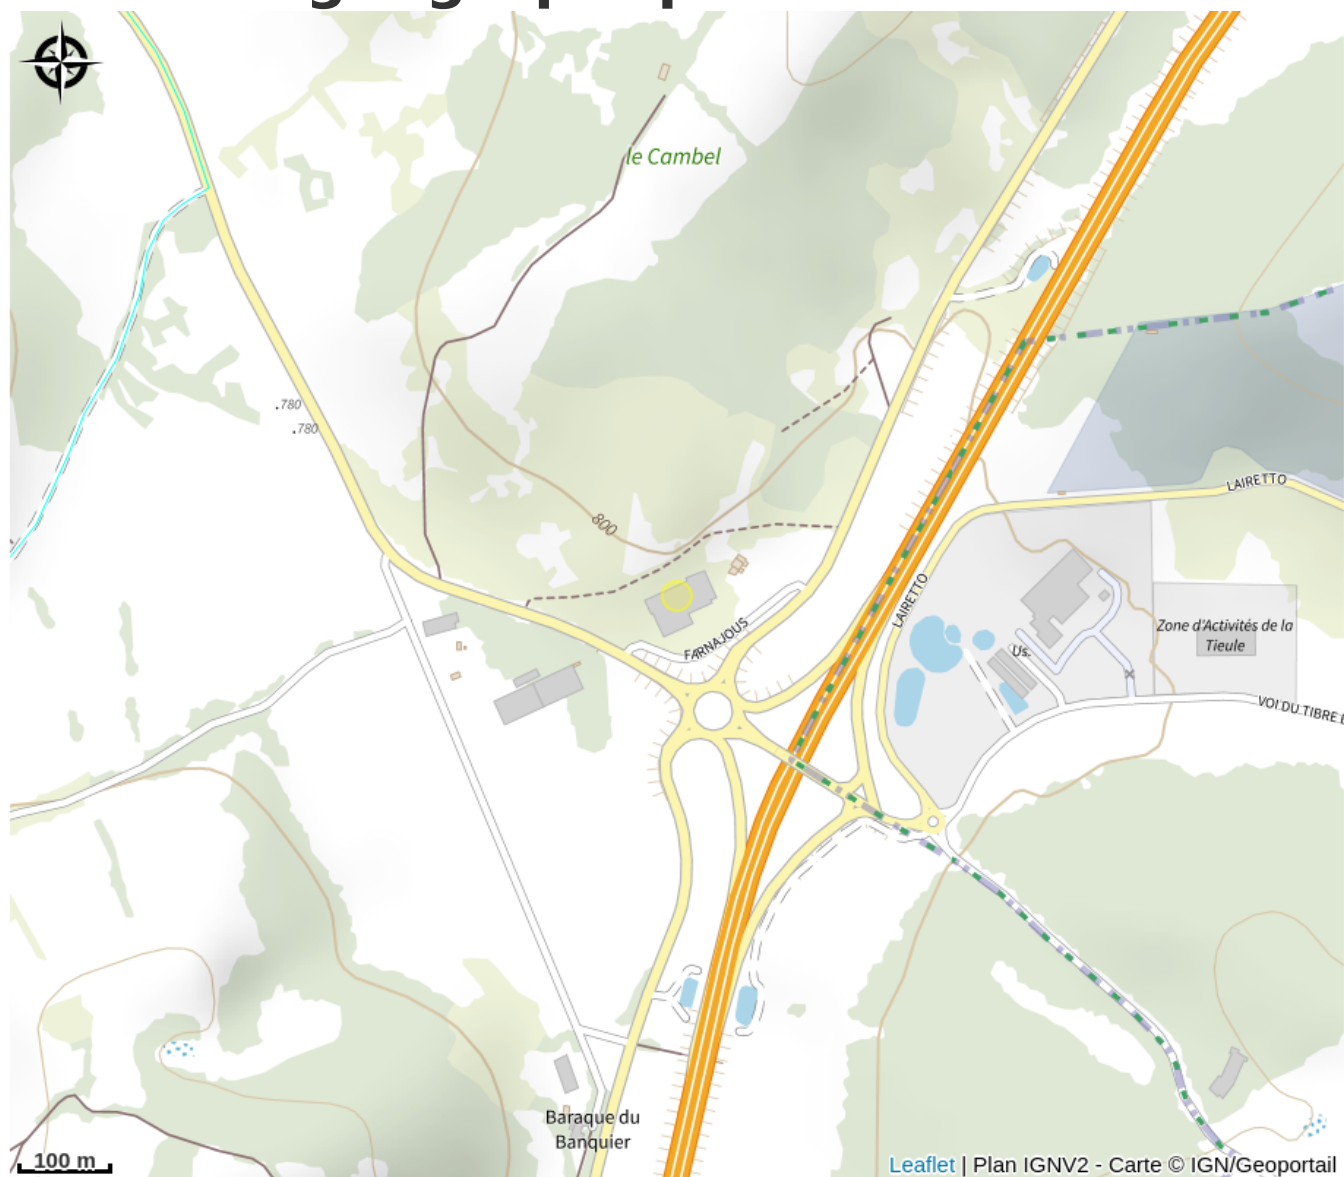 le Cambel
.780
.780
800
LAIRETTO
LAIRETTO
FARNAJOUS
Us.
Zone d'Activités de la
Tieule
VOI DU TIBRE
Baraque du
Banquier
100 m
Leaflet | Plan IGNV2 - Carte © IGN/Geoportail